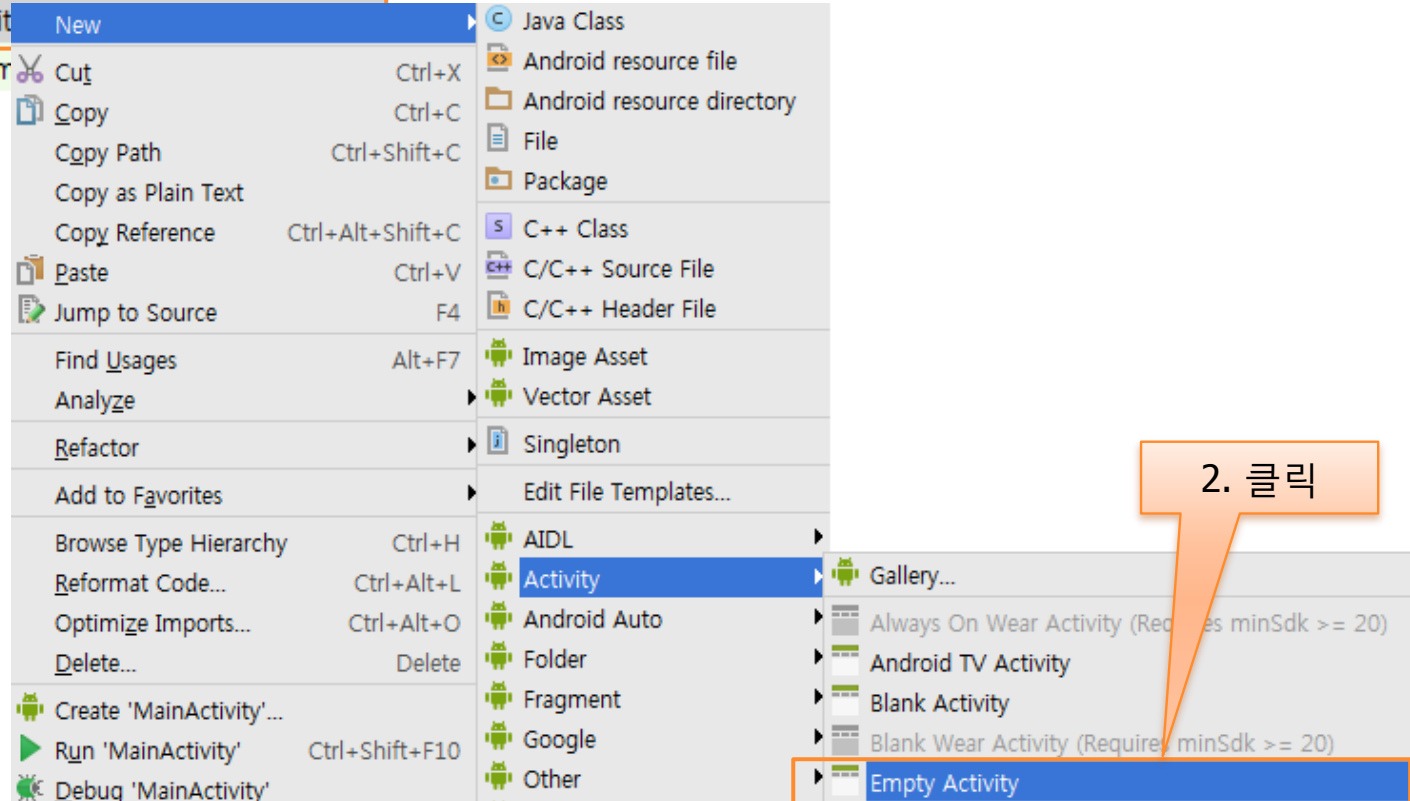 it
New
Cut Ctrl+X
Copy Ctrl+C
Copy Path Ctrl+Shift+C
Copy as Plain Text
Copy Reference Ctrl+Alt+Shift+C
Paste Ctrl+V
Jump to Source F4
Find Usages Alt+F7
Analyze
Refactor
Add to Favorites
Browse Type Hierarchy Ctrl+H
Reformat Code... Ctrl+Alt+L
Optimize Imports... Ctrl+Alt+O
Delete... Delete
Create 'MainActivity'...
Run 'MainActivity' Ctrl+Shift+F10
Debug 'MainActivity'
Java Class
Android resource file
Android resource directory
File
Package
C++ Class
C/C++ Source File
C/C++ Header File
Image Asset
Vector Asset
Singleton
Edit File Templates...
AIDL
Activity
Android Auto
Folder
Fragment
Google
Other
2. 클릭
Gallery...
Always On Wear Activity (Requires minSdk >= 20)
Android TV Activity
Blank Activity
Blank Wear Activity (Requires minSdk >= 20)
Empty Activity